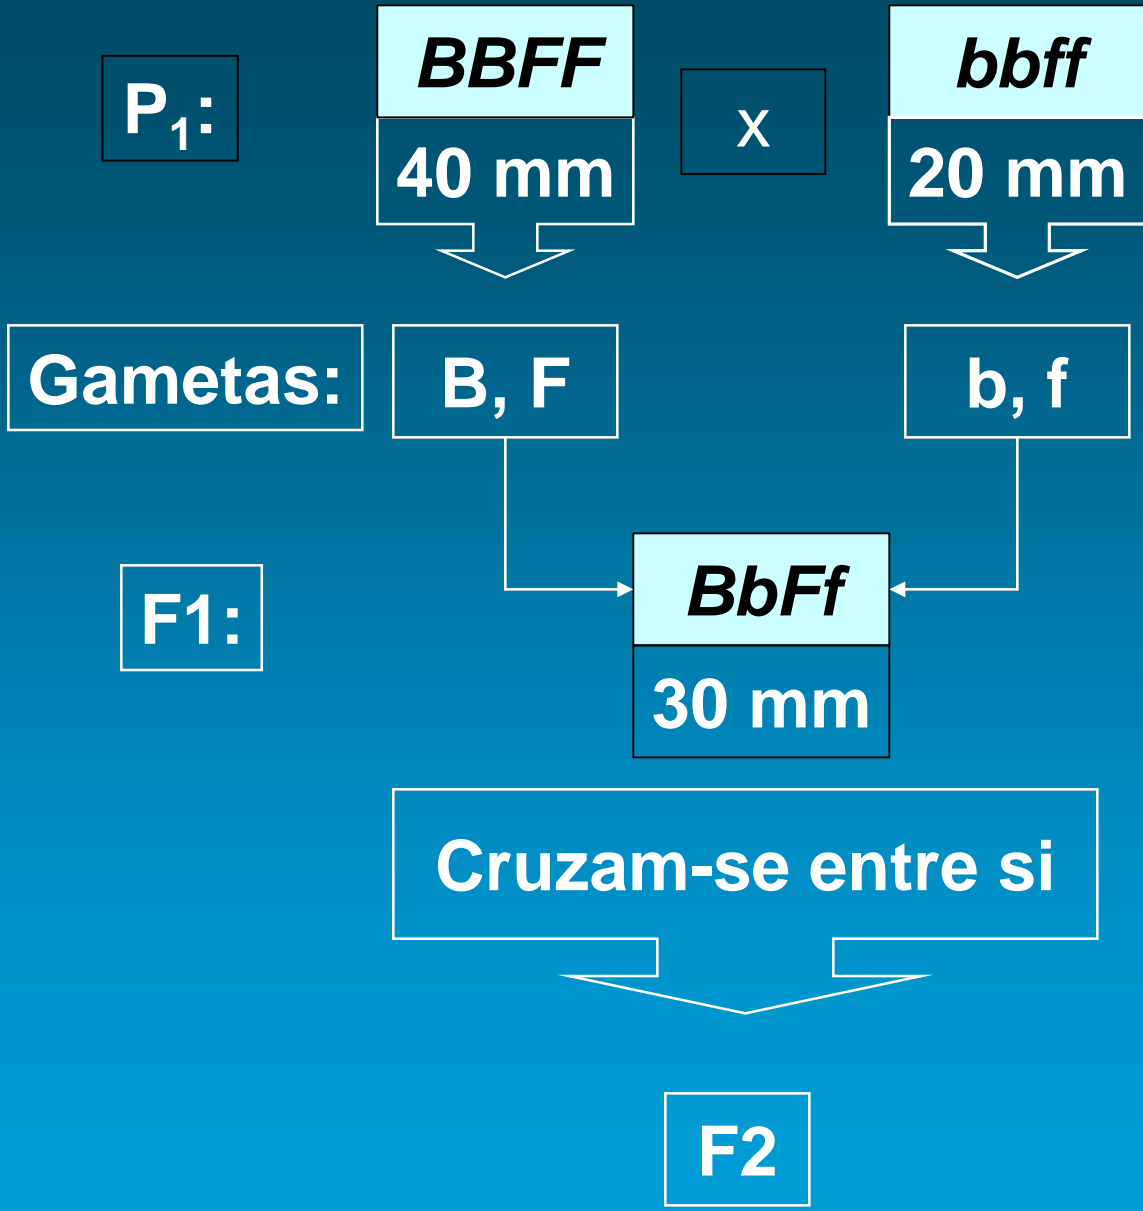 P₁:
BBFF
x
bbff
40 mm
20 mm
Gametas:
B, F
b, f
F1:
BbFf
30 mm
Cruzam-se entre si
F2